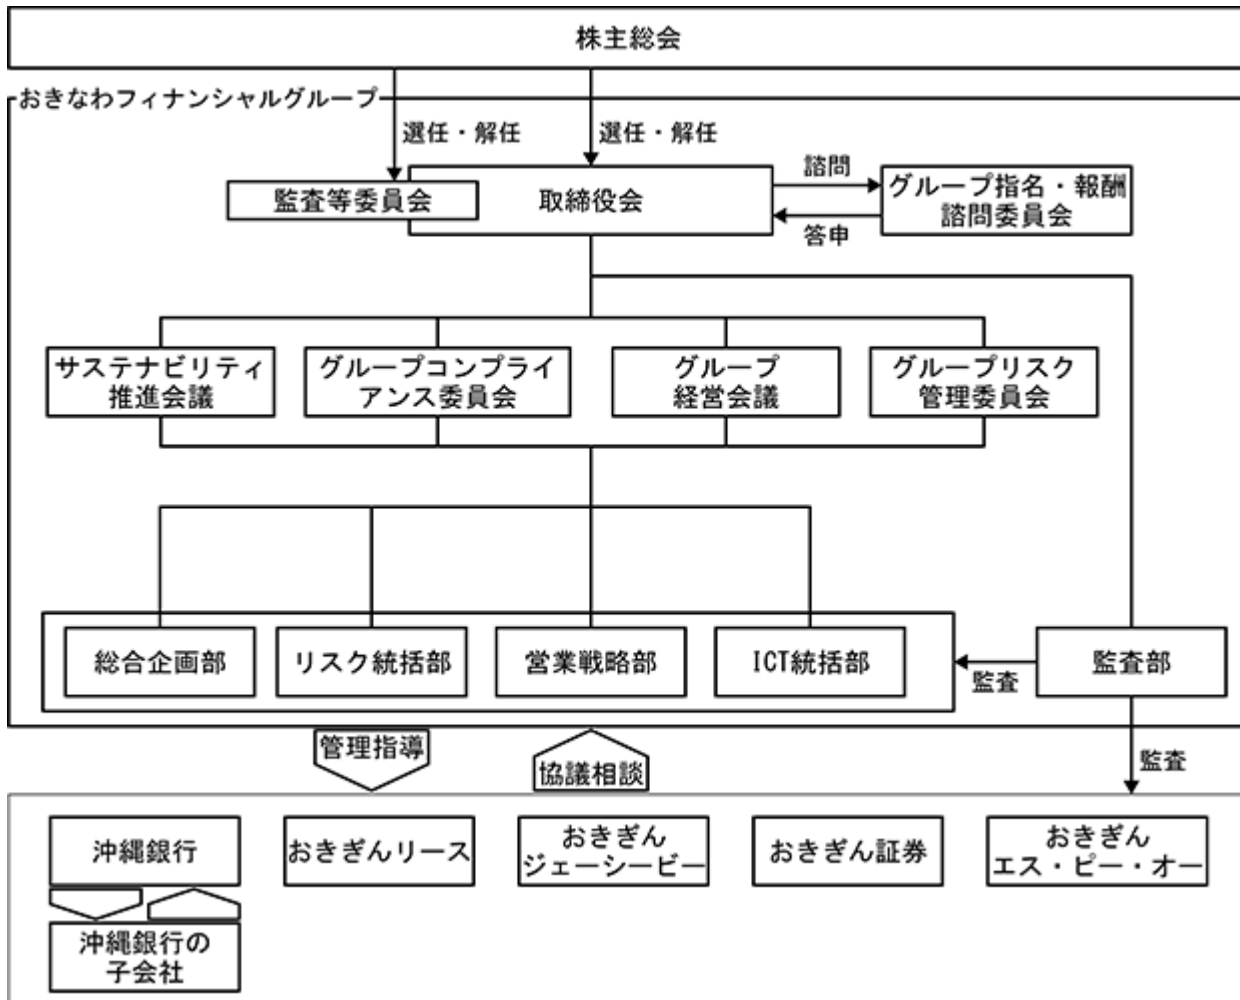 株主総会
おきなわフィナンシャルグループ
選任・解任
選任・解任
監査等委員会
取締役会
諮問
答申
グループ指名・報酬
諮問委員会
サステナビリティ
推進会議
グループコンプライ
アンス委員会
グループ
経営会議
グループリスク
管理委員会
総合企画部
リスク統括部
営業戦略部
ICT統括部
監査
監査部
管理指導
協議相談
監査
沖縄銀行
おきぎんリース
おきぎん
ジェーシービー
おきぎん証券
おきぎん
エス・ピー・オー
沖縄銀行の
子会社